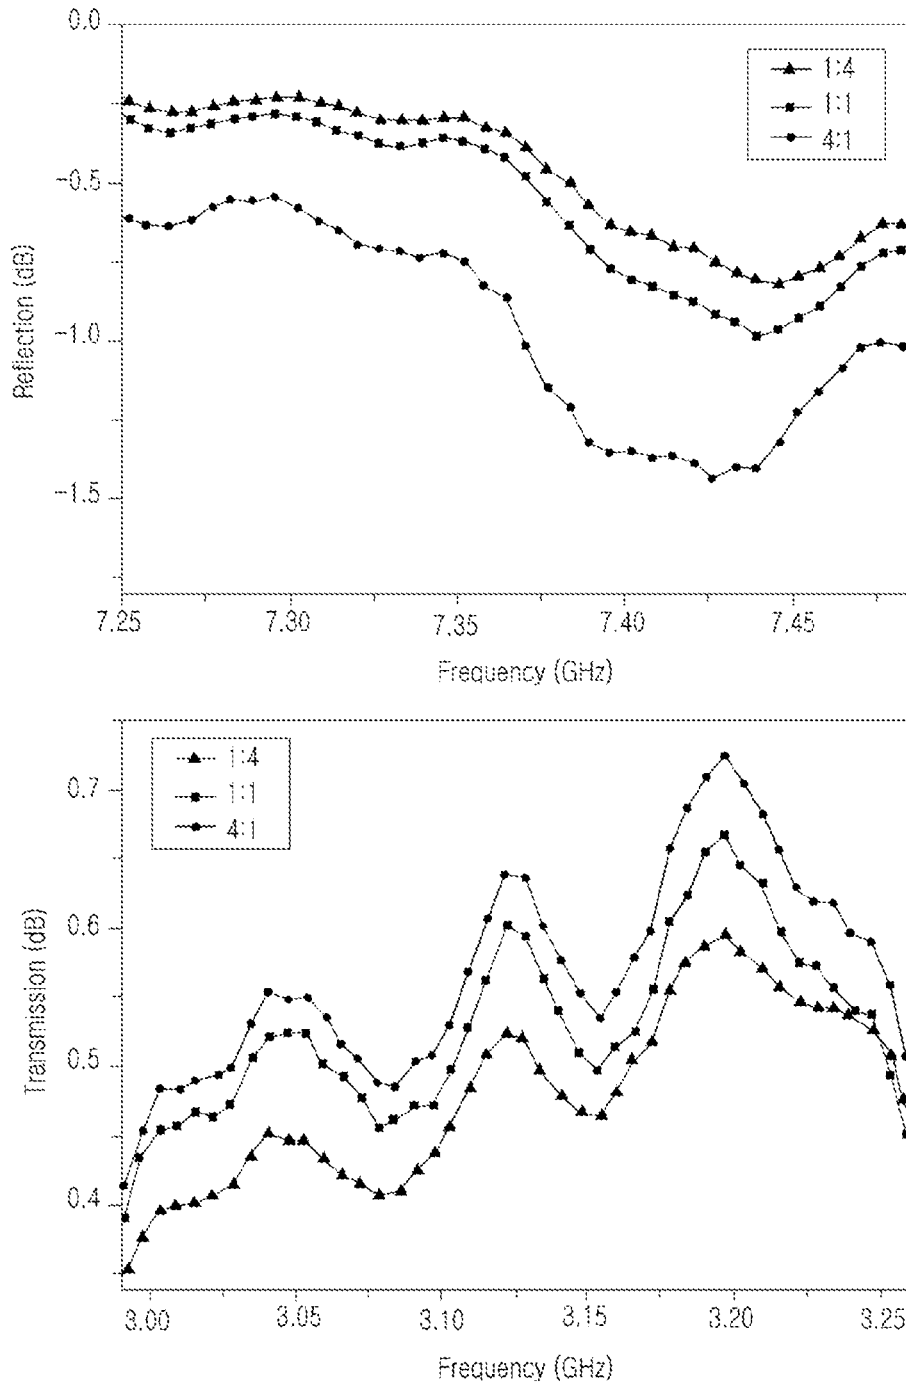 0.0
1:4
1:1
4:1
-0.5
-1.0
-1.5
Reflection (dB)
7.25 7.30 7.35 7.40 7.45
Frequency (GHz)
1:4
1:1
4:1
0.7
0.6
0.5
0.4
Transmission (dB)
3.00 3.05 3.10 3.15 3.20 3.25
Frequency (GHz)